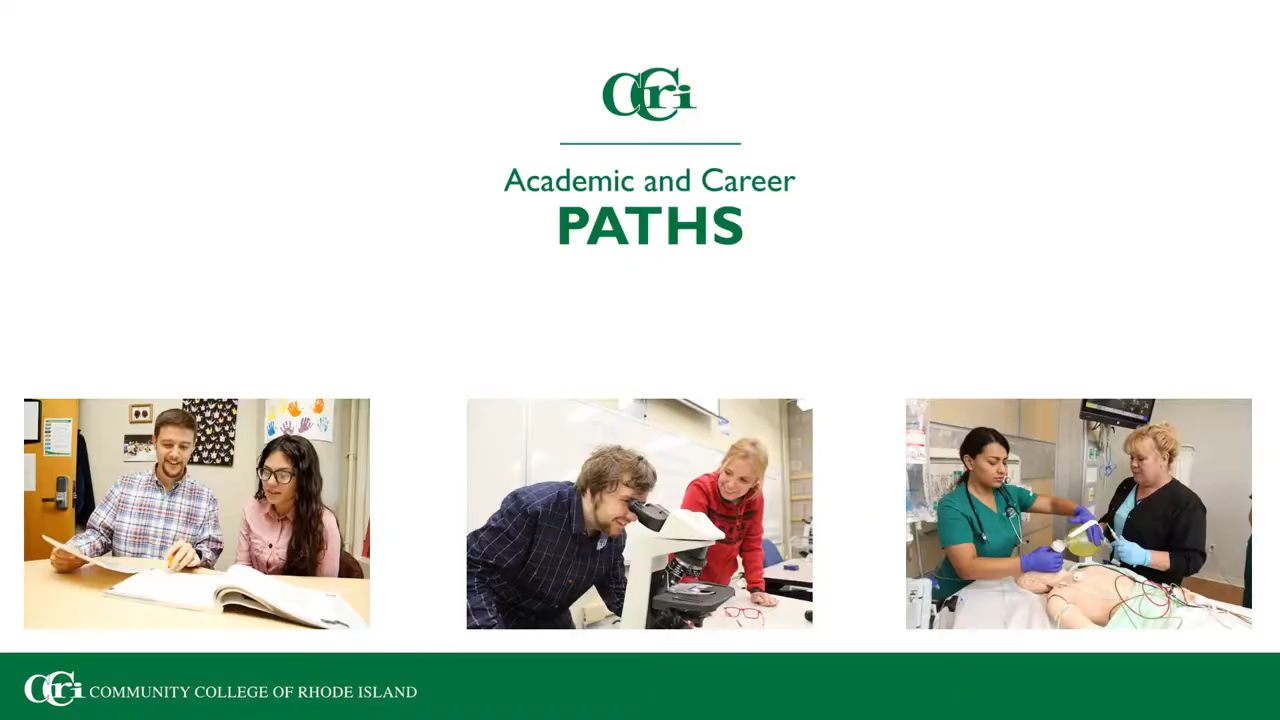 CCri
Academic and Career
PATHS
CCri COMMUNITY COLLEGE OF RHODE ISLAND